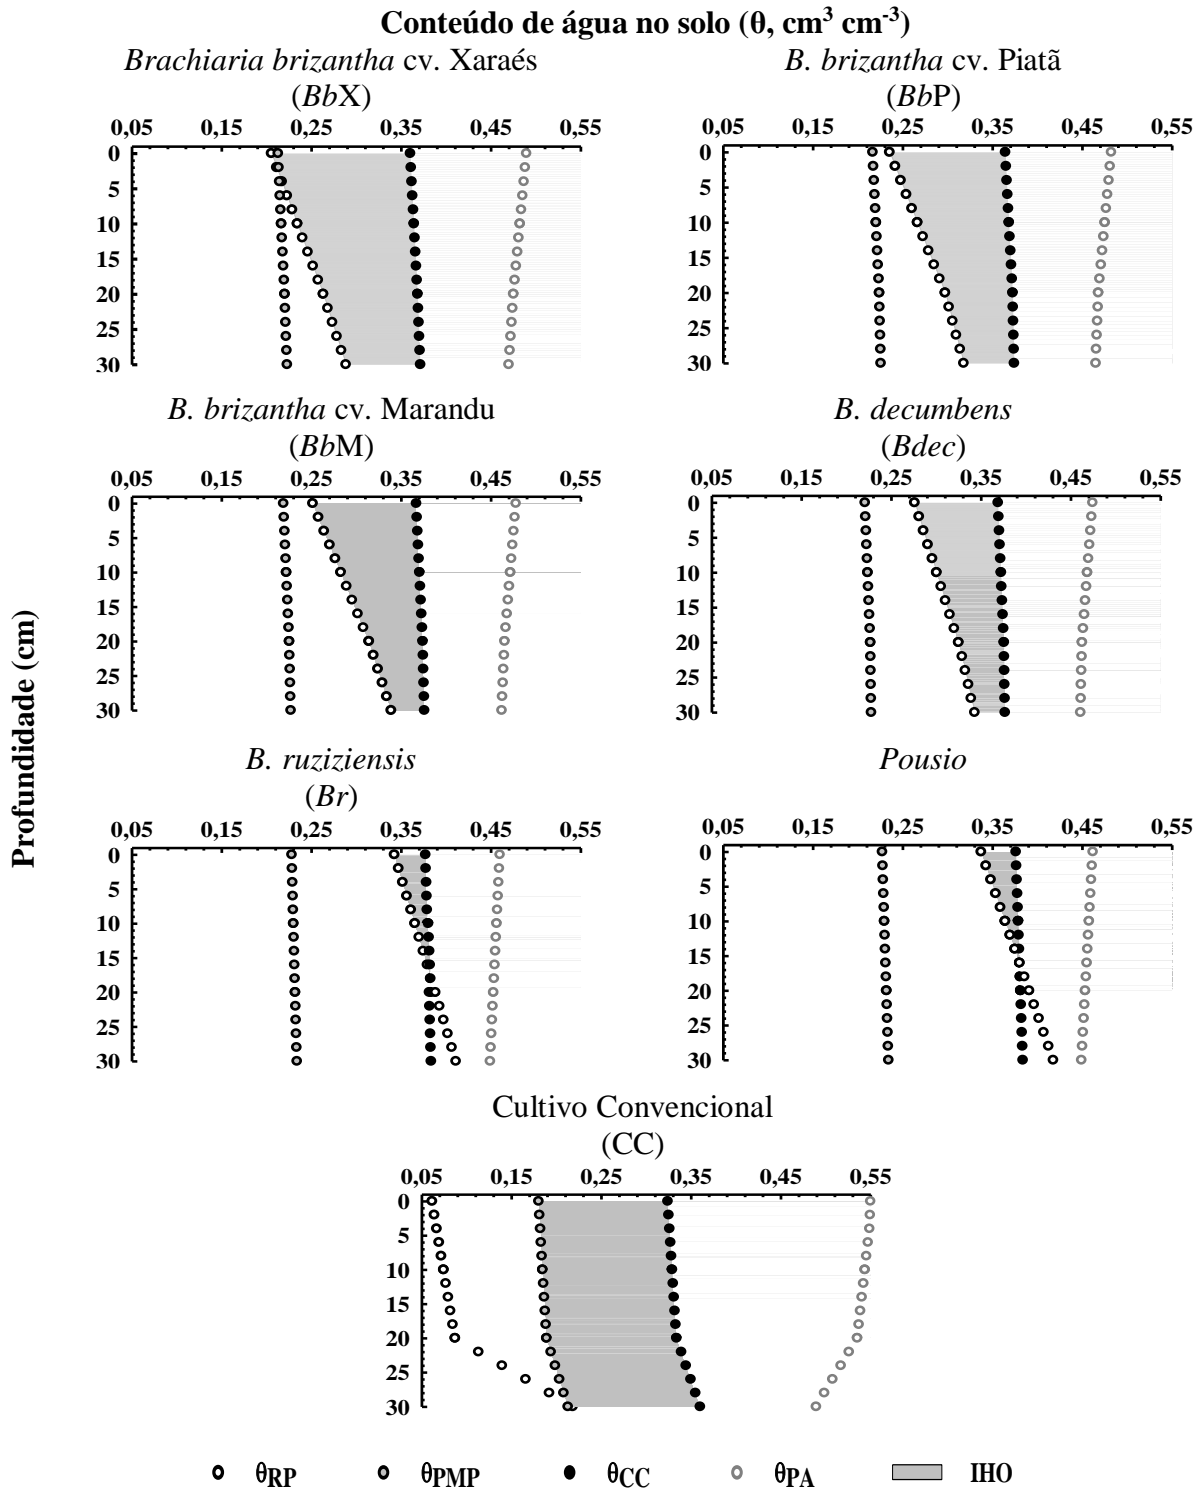 Conteúdo de água no solo (θ, cm³ cm⁻³)
Brachiaria brizantha cv. Xaraés
(BbX)
0,05 0,15 0,25 0,35 0,45 0,55
0
5
10
15
20
25
30
B. brizantha cv. Piatã
(BbP)
0,05 0,15 0,25 0,35 0,45 0,55
0
5
10
15
20
25
30
B. brizantha cv. Marandu
(BbM)
0,05 0,15 0,25 0,35 0,45 0,55
0
5
10
15
20
25
30
B. decumbens
(Bdec)
0,05 0,15 0,25 0,35 0,45 0,55
0
5
10
15
20
25
30
Profundidade (cm)
B. ruziziensis
(Br)
0,05 0,15 0,25 0,35 0,45 0,55
0
5
10
15
20
25
30
Pousio
0,05 0,15 0,25 0,35 0,45 0,55
0
5
10
15
20
25
30
Cultivo Convencional
(CC)
0,05 0,15 0,25 0,35 0,45 0,55
0
5
10
15
20
25
30
θRP θPMP θCC θPA IHO